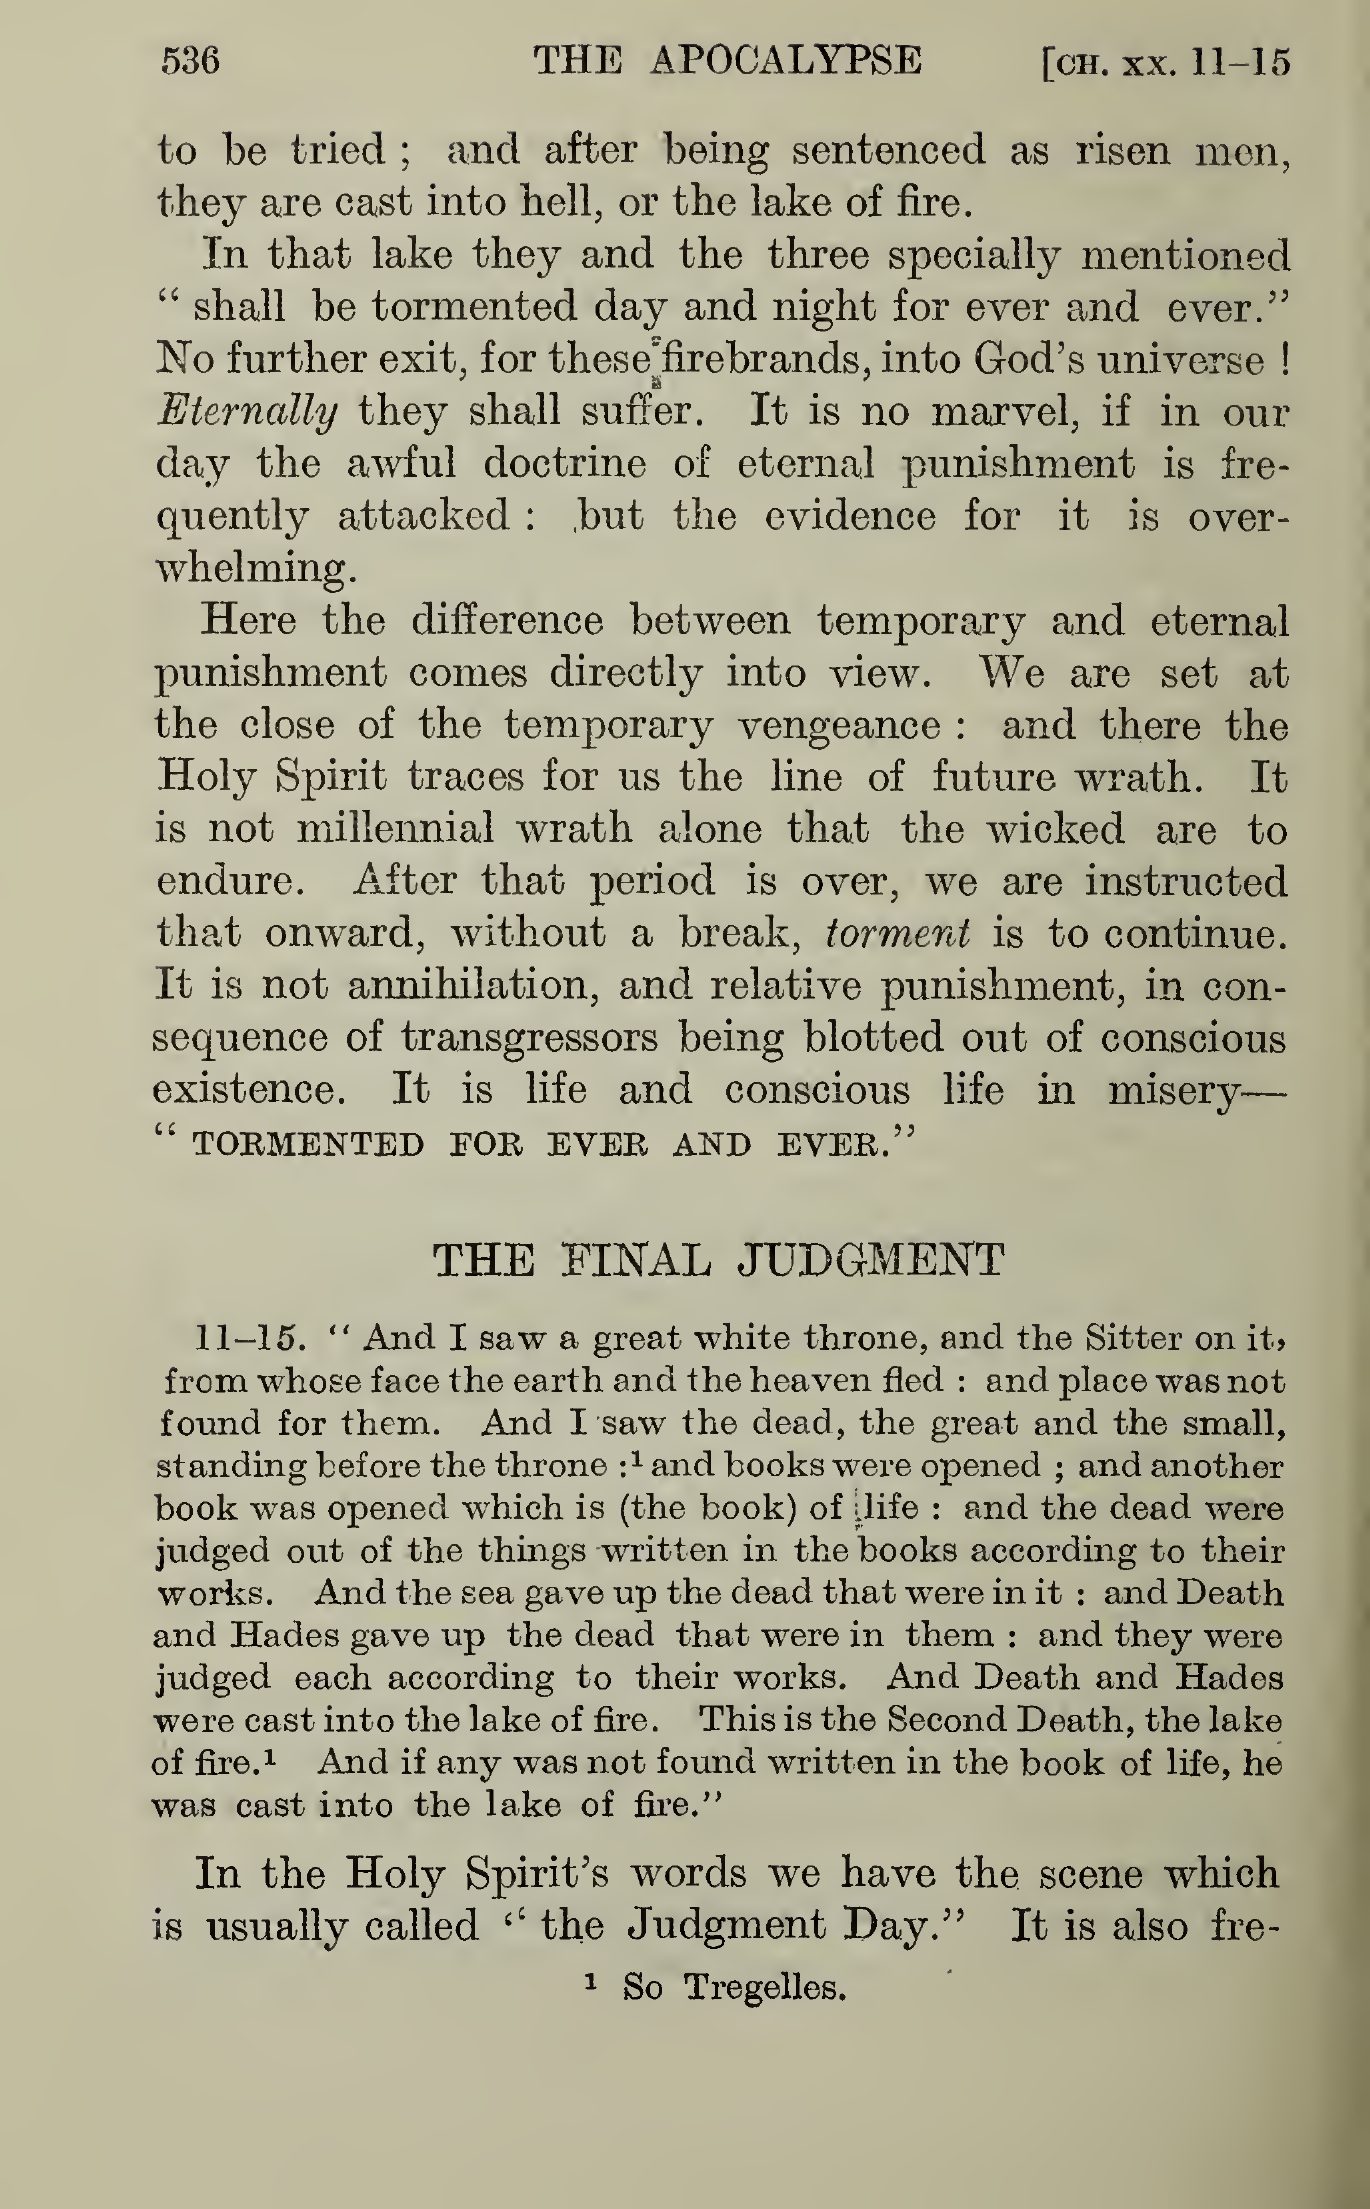 536 THE APOCALYPSE [CH. XX. 11–15
to be tried ; and after being sentenced as risen men,
they are cast into hell, or the lake of fire.
In that lake they and the three specially mentioned
“ shall be tormented day and night for ever and ever.”
No further exit, for these firebrands, into God’s universe !
Eternally they shall suffer. It is no marvel, if in our
day the awful doctrine of eternal punishment is fre-
quently attacked : but the evidence for it is over-
whelming.
Here the difference between temporary and eternal
punishment comes directly into view. We are set at
the close of the temporary vengeance : and there the
Holy Spirit traces for us the line of future wrath. It
is not millennial wrath alone that the wicked are to
endure. After that period is over, we are instructed
that onward, without a break, torment is to continue.
It is not annihilation, and relative punishment, in con-
sequence of transgressors being blotted out of conscious
existence. It is life and conscious life in misery—
“ TORMENTED FOR EVER AND EVER.”
THE FINAL JUDGMENT
11–15. “ And I saw a great white throne, and the Sitter on it,
from whose face the earth and the heaven fled : and place was not
found for them. And I saw the dead, the great and the small,
standing before the throne :¹ and books were opened ; and another
book was opened which is (the book) of life : and the dead were
judged out of the things written in the books according to their
works. And the sea gave up the dead that were in it : and Death
and Hades gave up the dead that were in them : and they were
judged each according to their works. And Death and Hades
were cast into the lake of fire. This is the Second Death, the lake
of fire.¹ And if any was not found written in the book of life, he
was cast into the lake of fire.”
In the Holy Spirit’s words we have the scene which
is usually called “ the Judgment Day.” It is also fre-
¹ So Tregelles.